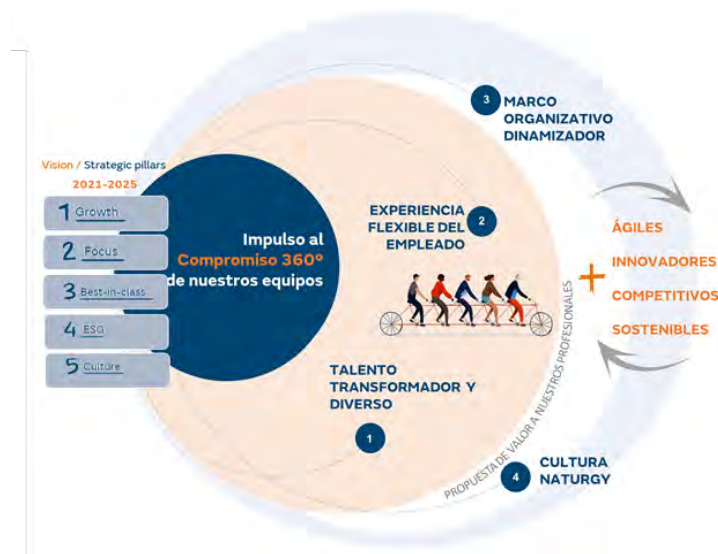 Vision / Strategic pillars
2021-2025
1 Growth
2 Focus
3 Best-in-class
4 ESG
5 Culture
Impulso al
Compromiso 360º
de nuestros equipos
3
MARCO
ORGANIZATIVO
DINAMIZADOR
EXPERIENCIA
FLEXIBLE DEL
EMPLEADO
2
TALENTO
TRANSFORMADOR Y
DIVERSO
1
PROPUESTA DE VALOR A NUESTROS PROFESIONALES
4
CULTURA
NATURGY
+
ÁGILES
INNOVADORES
COMPETITIVOS
SOSTENIBLES